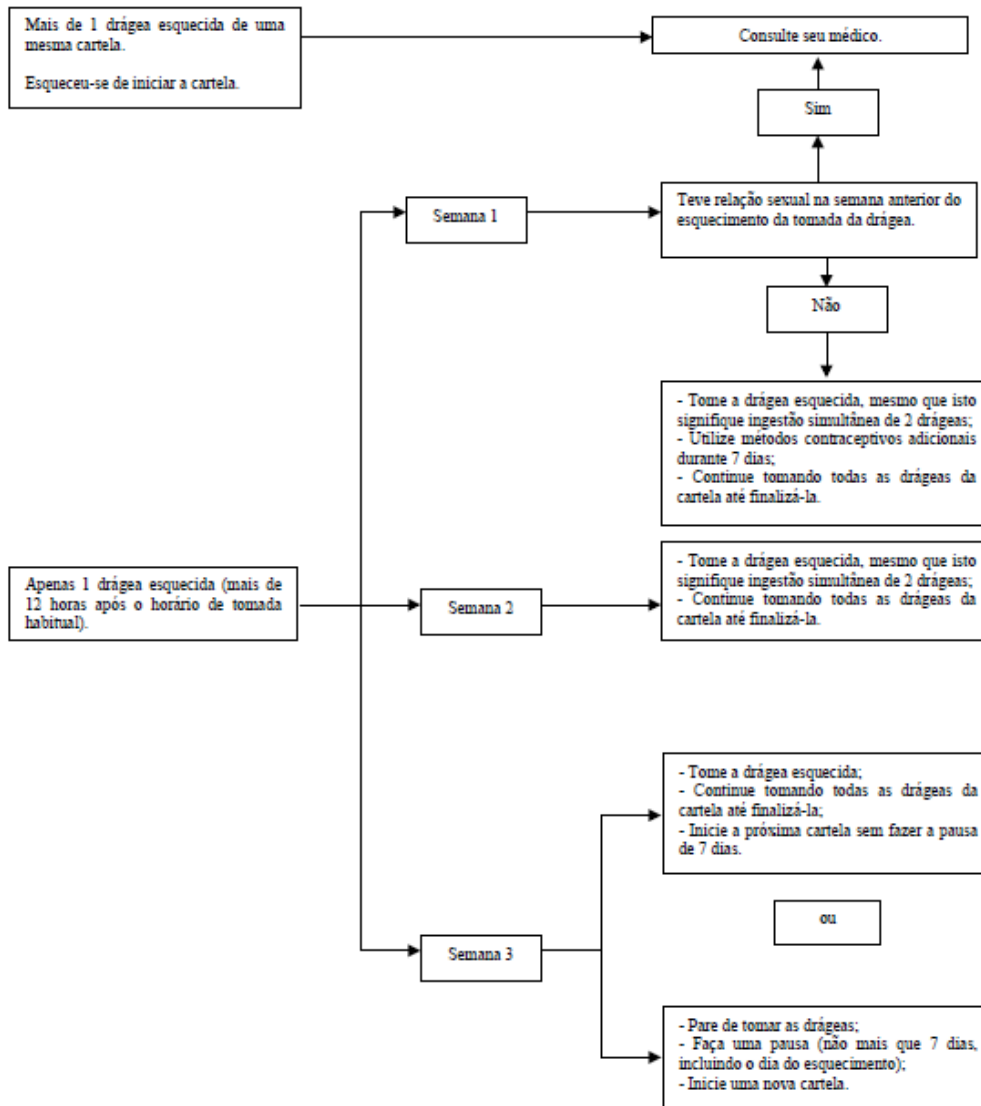 Mais de 1 drágea esquecida de uma
mesma cartela.
Esqueceu-se de iniciar a cartela.
Consulte seu médico.
Sim
Semana 1
Teve relação sexual na semana anterior do
esquecimento da tomada da drágea.
Não
- Tome a drágea esquecida, mesmo que isto
signifique ingestão simultânea de 2 drágeas;
- Utilize métodos contraceptivos adicionais
durante 7 dias;
- Continue tomando todas as drágeas da
cartela até finalizá-la.
Apenas 1 drágea esquecida (mais de
12 horas após o horário de tomada
habitual).
Semana 2
- Tome a drágea esquecida, mesmo que isto
signifique ingestão simultânea de 2 drágeas;
- Continue tomando todas as drágeas da
cartela até finalizá-la.
Semana 3
- Tome a drágea esquecida;
- Continue tomando todas as drágeas da
cartela até finalizá-la;
- Inicie a próxima cartela sem fazer a pausa
de 7 dias.
ou
- Pare de tomar as drágeas;
- Faça uma pausa (não mais que 7 dias,
incluindo o dia do esquecimento);
- Inicie uma nova cartela.